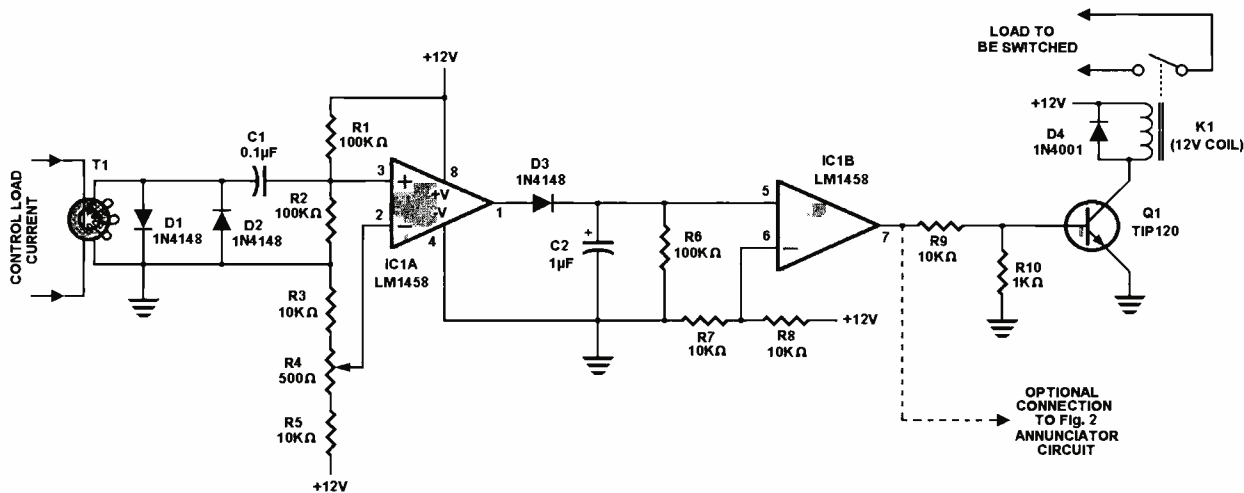 LOAD TO
BE SWITCHED
+12V
+12V
K1
(12V COIL)
D4
1N4001
R1
100KΩ
C1
0.1µF
T1
CONTROL LOAD
CURRENT
D1
1N4148
D2
1N4148
R2
100KΩ
3
+
8
+V
-V
2
−
4
1
IC1A
LM1458
D3
1N4148
IC1B
LM1458
5
6
−
7
+
C2
1µF
R6
100KΩ
R9
10KΩ
R10
1KΩ
Q1
TIP120
R3
10KΩ
R4
500Ω
R5
10KΩ
+12V
R7
10KΩ
R8
10KΩ
+12V
OPTIONAL
CONNECTION
TO Fig. 2
ANNUNCIATOR
CIRCUIT